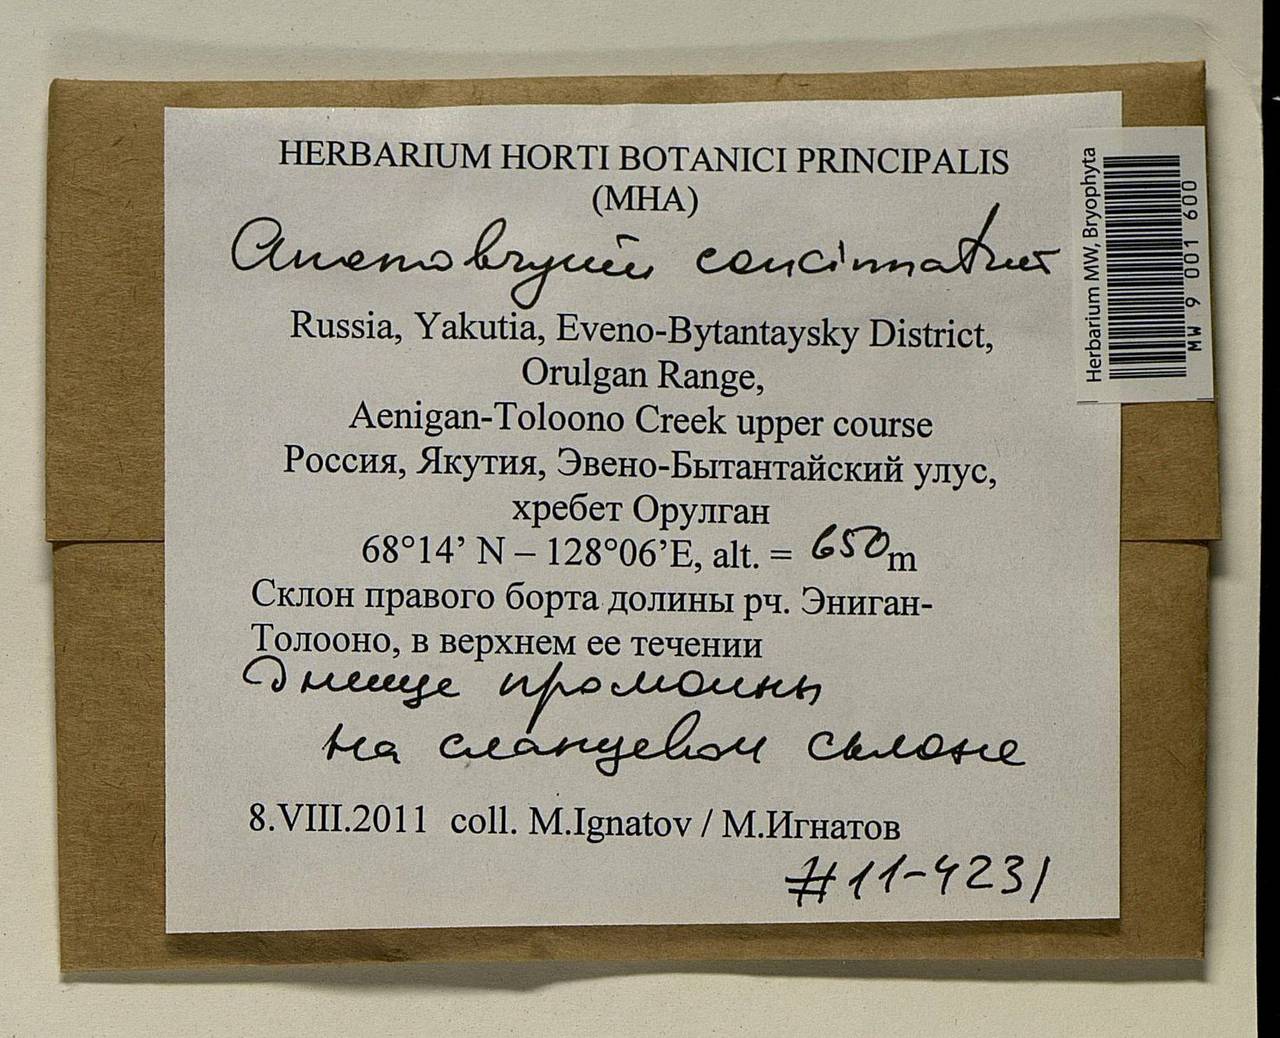 HERBARIUM HORTI BOTANICI PRINCIPALIS
(MHA)
Anomobryum concinnatum
Russia, Yakutia, Eveno-Bytantaysky District,
Orulgan Range,
Aenigan-Toloono Creek upper course
Россия, Якутия, Эвено-Бытантайский улус,
хребет Орулган
68°14’ N – 128°06’E, alt. = 650 m
Склон правого борта долины рч. Эниган-
Толооно, в верхнем ее течении
Днище промоины
на сланцевом склоне
8.VIII.2011 coll. M.Ignatov / М.Игнатов
#11-4231
Herbarium MW, Bryophyta
MW 9 001 600